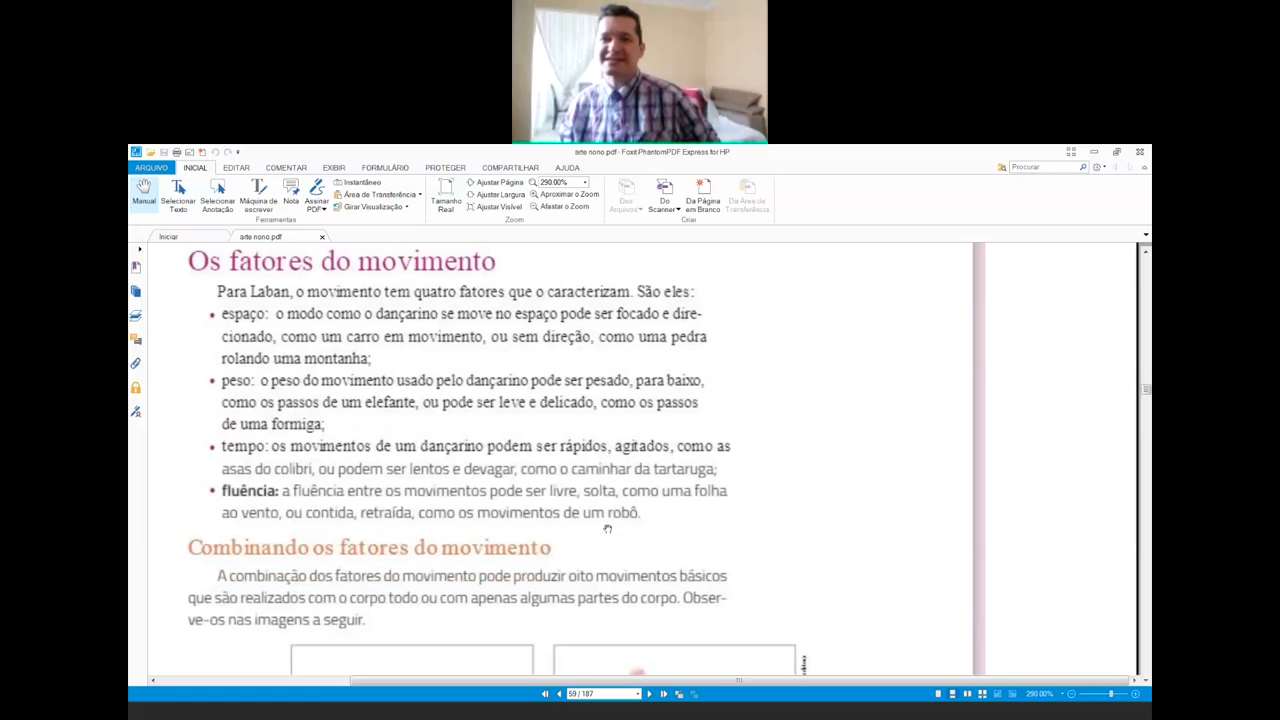 arte nono.pdf - Foxit PhantomPDF Express for HP
ARQUIVO INICIAL EDITAR COMENTAR EXIBIR FORMULÁRIO PROTEGER COMPARTILHAR AJUDA
Procurar
Manual
Selecionar Texto
Selecionar Anotação
Máquina de escrever
Nota
Assinar PDF
Instantâneo
Área de Transferência
Girar Visualização
Ferramentas
Tamanho Real
Ajustar Página
Ajustar Largura
Ajustar Visível
290.00%
Aproximar o Zoom
Afastar o Zoom
Zoom
Dos Arquivos
Do Scanner
Da Página em Branco
Da Área de Transferência
Criar
Iniciar
arte nono.pdf
Os fatores do movimento
Para Laban, o movimento tem quatro fatores que o caracterizam. São eles:
• espaço: o modo como o dançarino se move no espaço pode ser focado e dire-
cionado, como um carro em movimento, ou sem direção, como uma pedra
rolando uma montanha;
• peso: o peso do movimento usado pelo dançarino pode ser pesado, para baixo,
como os passos de um elefante, ou pode ser leve e delicado, como os passos
de uma formiga;
• tempo: os movimentos de um dançarino podem ser rápidos, agitados, como as
asas do colibri, ou podem ser lentos e devagar, como o caminhar da tartaruga;
• fluência: a fluência entre os movimentos pode ser livre, solta, como uma folha
ao vento, ou contida, retraída, como os movimentos de um robô.
Combinando os fatores do movimento
A combinação dos fatores do movimento pode produzir oito movimentos básicos
que são realizados com o corpo todo ou com apenas algumas partes do corpo. Obser-
ve-os nas imagens a seguir.
59 / 187
290.00%